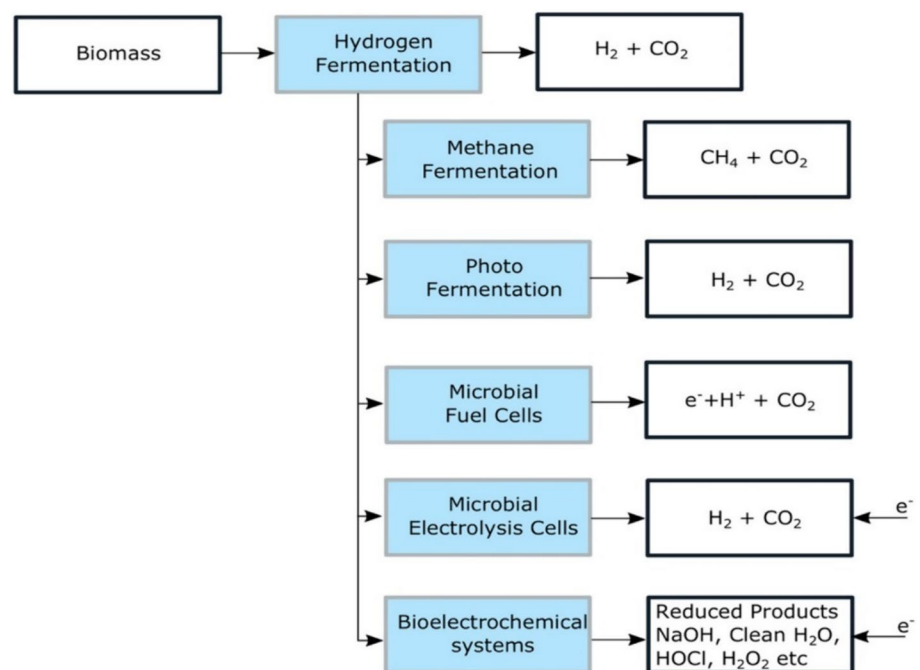 Biomass
Hydrogen
Fermentation
H₂ + CO₂
Methane
Fermentation
CH₄ + CO₂
Photo
Fermentation
H₂ + CO₂
Microbial
Fuel Cells
e⁻+H⁺ + CO₂
Microbial
Electrolysis Cells
H₂ + CO₂
e⁻
Bioelectrochemical
systems
Reduced Products
NaOH, Clean H₂O,
HOCl, H₂O₂ etc
e⁻